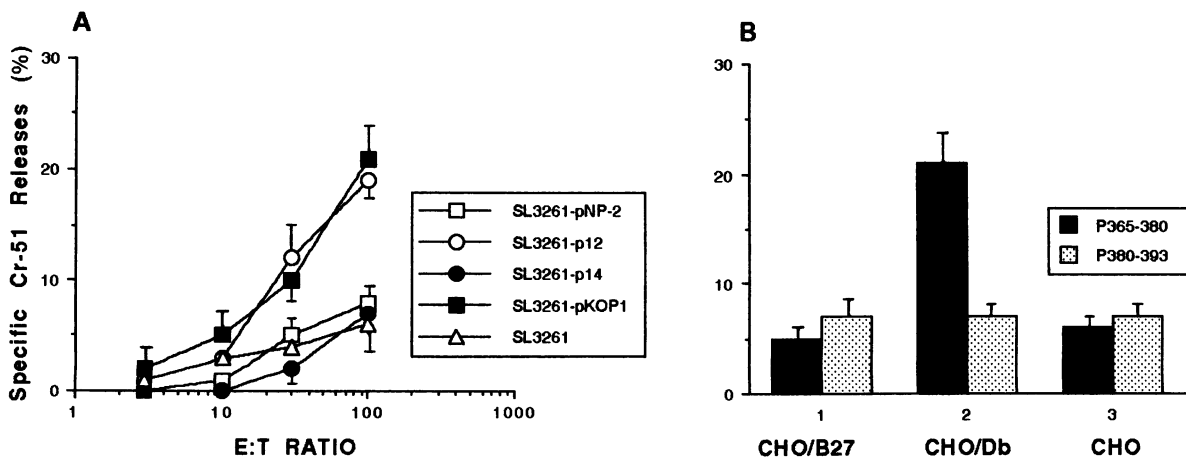 A
Specific Cr-51 Releases (%)
30
20
10
0
1
10
100
1000
E:T RATIO
SL3261-pNP-2
SL3261-p12
SL3261-p14
SL3261-pKOP1
SL3261
B
30
20
10
0
P365-380
P380-393
1
2
3
CHO/B27
CHO/Db
CHO